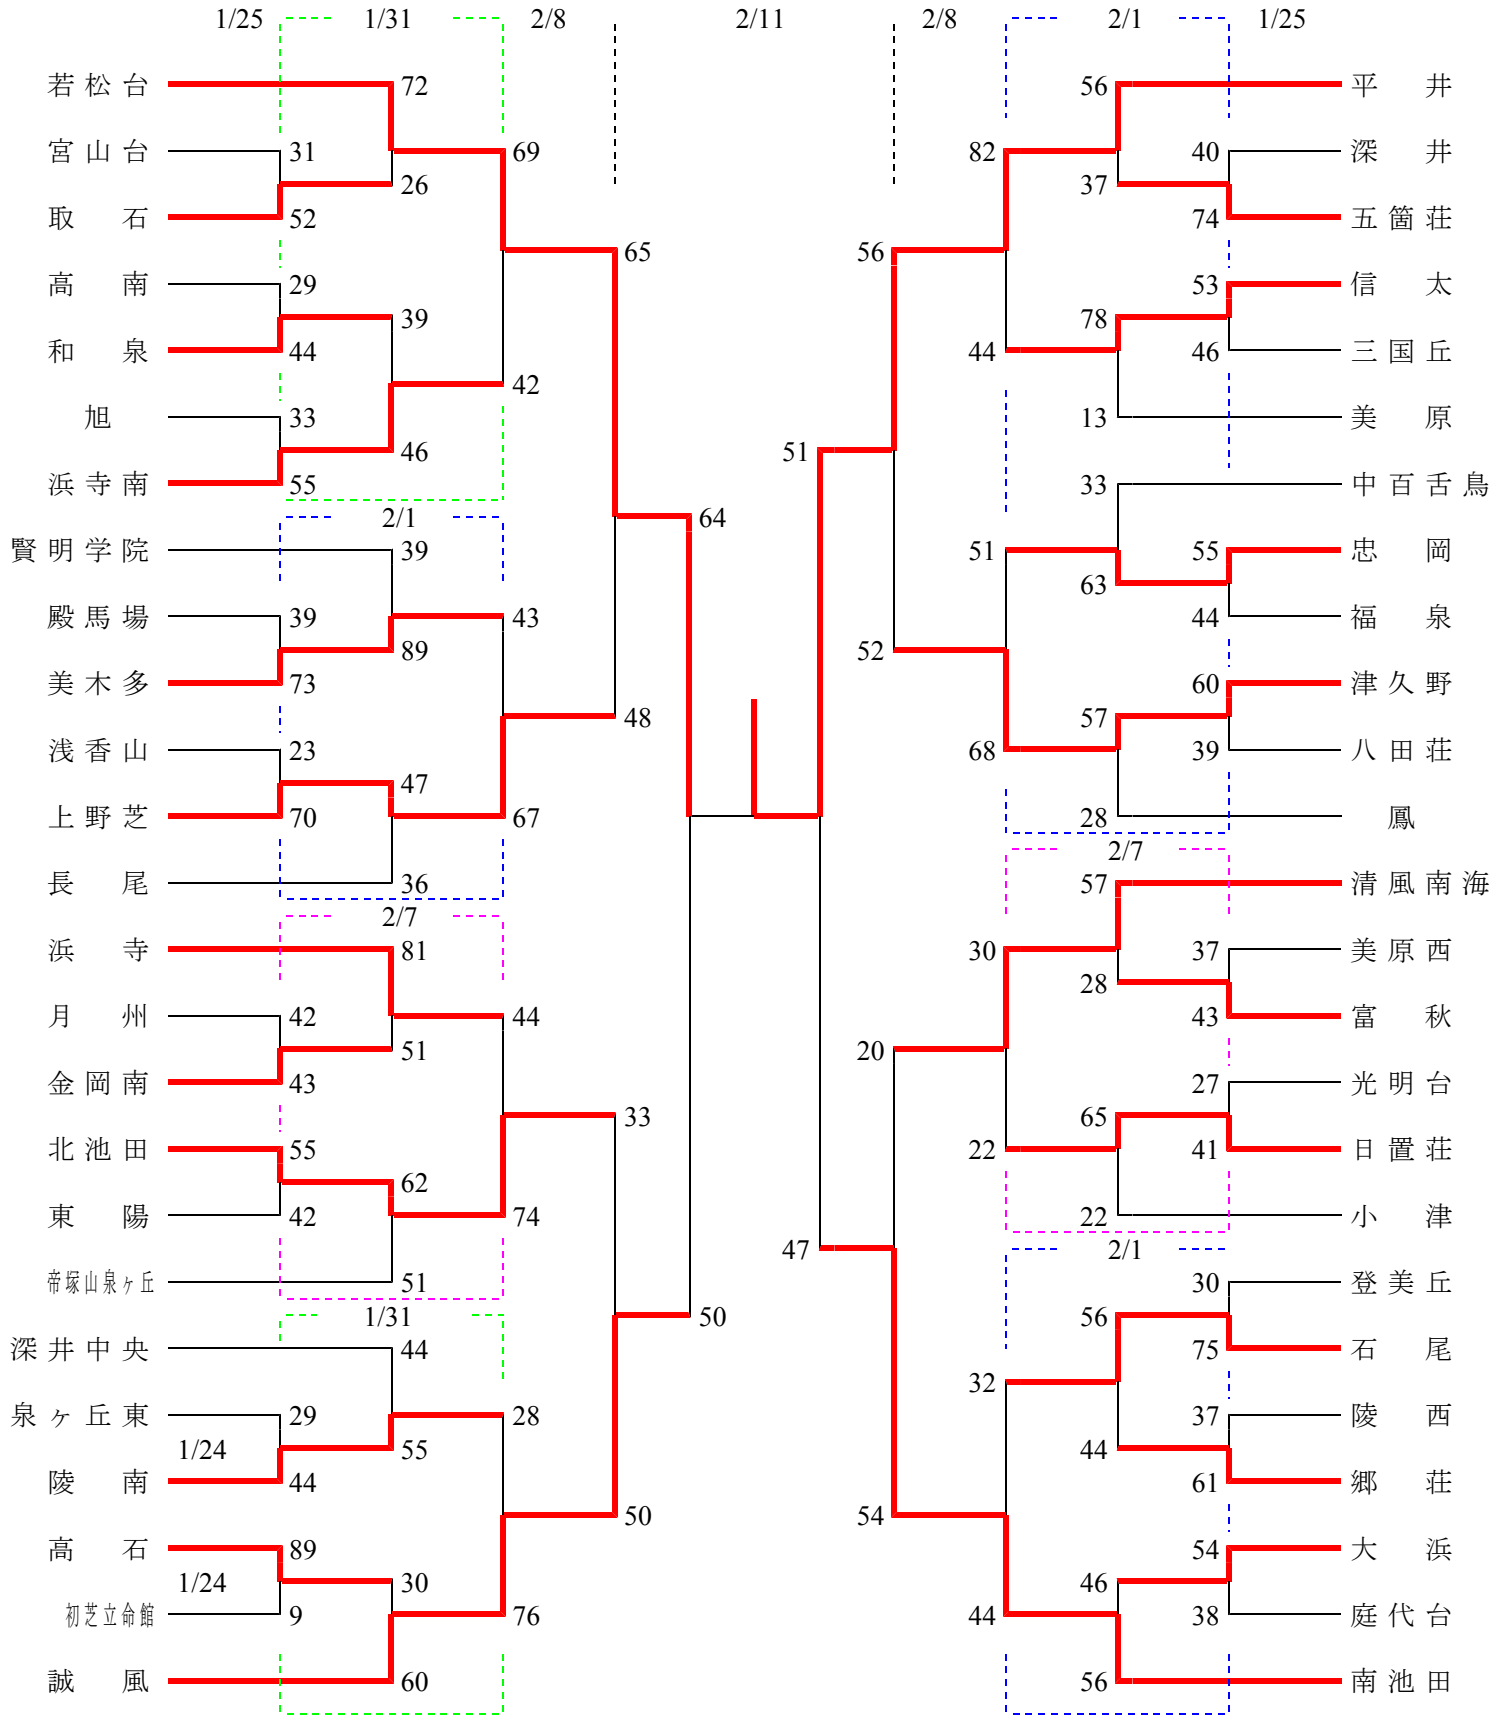 1/25 1/31 2/8 2/11 2/8 2/1 1/25
若松台 72 56 平井
宮山台 31 69 82 40 深井
26 37
取石 52 74 五箇荘
65 56
高南 29 53 信太
39 78
和泉 44 44 46 三国丘
42
旭 33 13 美原
46 51
浜寺南 55 33 中百舌鳥
2/1 64
賢明学院 39 51 55 忠岡
63
殿馬場 39 43 44 福泉
89 52
美木多 73 60 津久野
48 57
浅香山 23 68 39 八田荘
47
上野芝 70 67 28 鳳
2/7
長尾 36 57 清風南海
2/7
浜寺 81 30 37 美原西
28
月州 42 44 43 富秋
51 20
金岡南 43 27 光明台
33 65
北池田 55 22 41 日置荘
62
東陽 42 74 22 小津
47 2/1
帝塚山泉ヶ丘 51 30 登美丘
1/31 50 56
深井中央 44 75 石尾
32
泉ヶ丘東 29 28 37 陵西
1/24 55 44
陵南 44 61 郷荘
50 54
高石 89 54 大浜
1/24 30 46
初芝立命館 9 76 44 38 庭代台
誠風 60 56 南池田